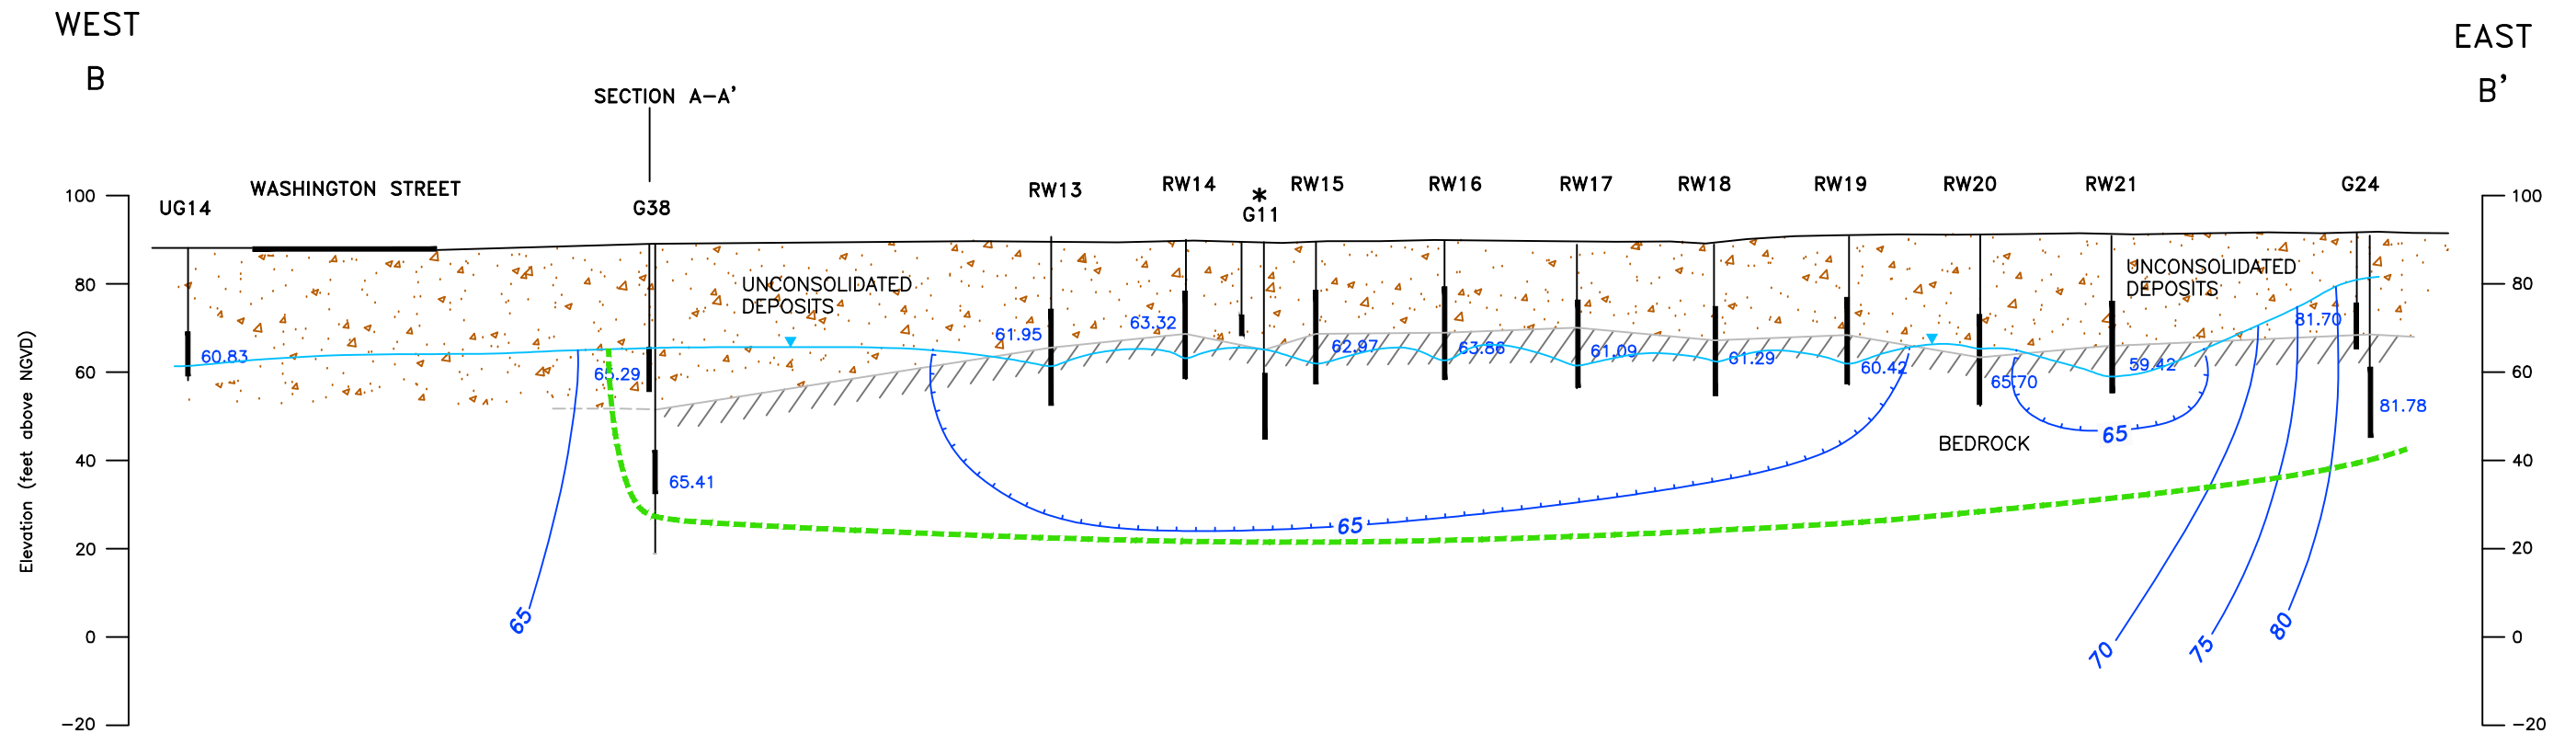 WEST
EAST
B
B'
SECTION A-A'
WASHINGTON STREET
UG14
G38
RW13
RW14
*
G11
RW15
RW16
RW17
RW18
RW19
RW20
RW21
G24
100
80
60
40
20
0
-20
100
80
60
40
20
0
-20
Elevation (feet above NGVD)
UNCONSOLIDATED
DEPOSITS
UNCONSOLIDATED
DEPOSITS
60.83
65.29
65.41
61.95
63.32
62.97
63.86
61.09
61.29
60.42
65.70
59.42
81.70
81.78
BEDROCK
65
65
65
70
75
80